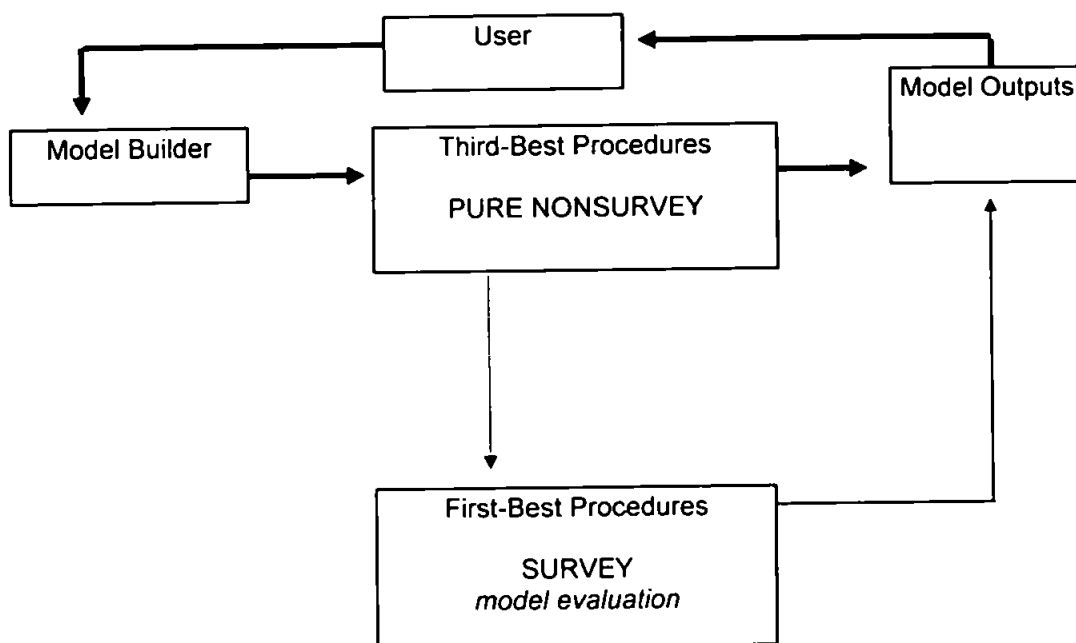 User
Model Outputs
Model Builder
Third-Best Procedures
PURE NONSURVEY
First-Best Procedures
SURVEY
model evaluation